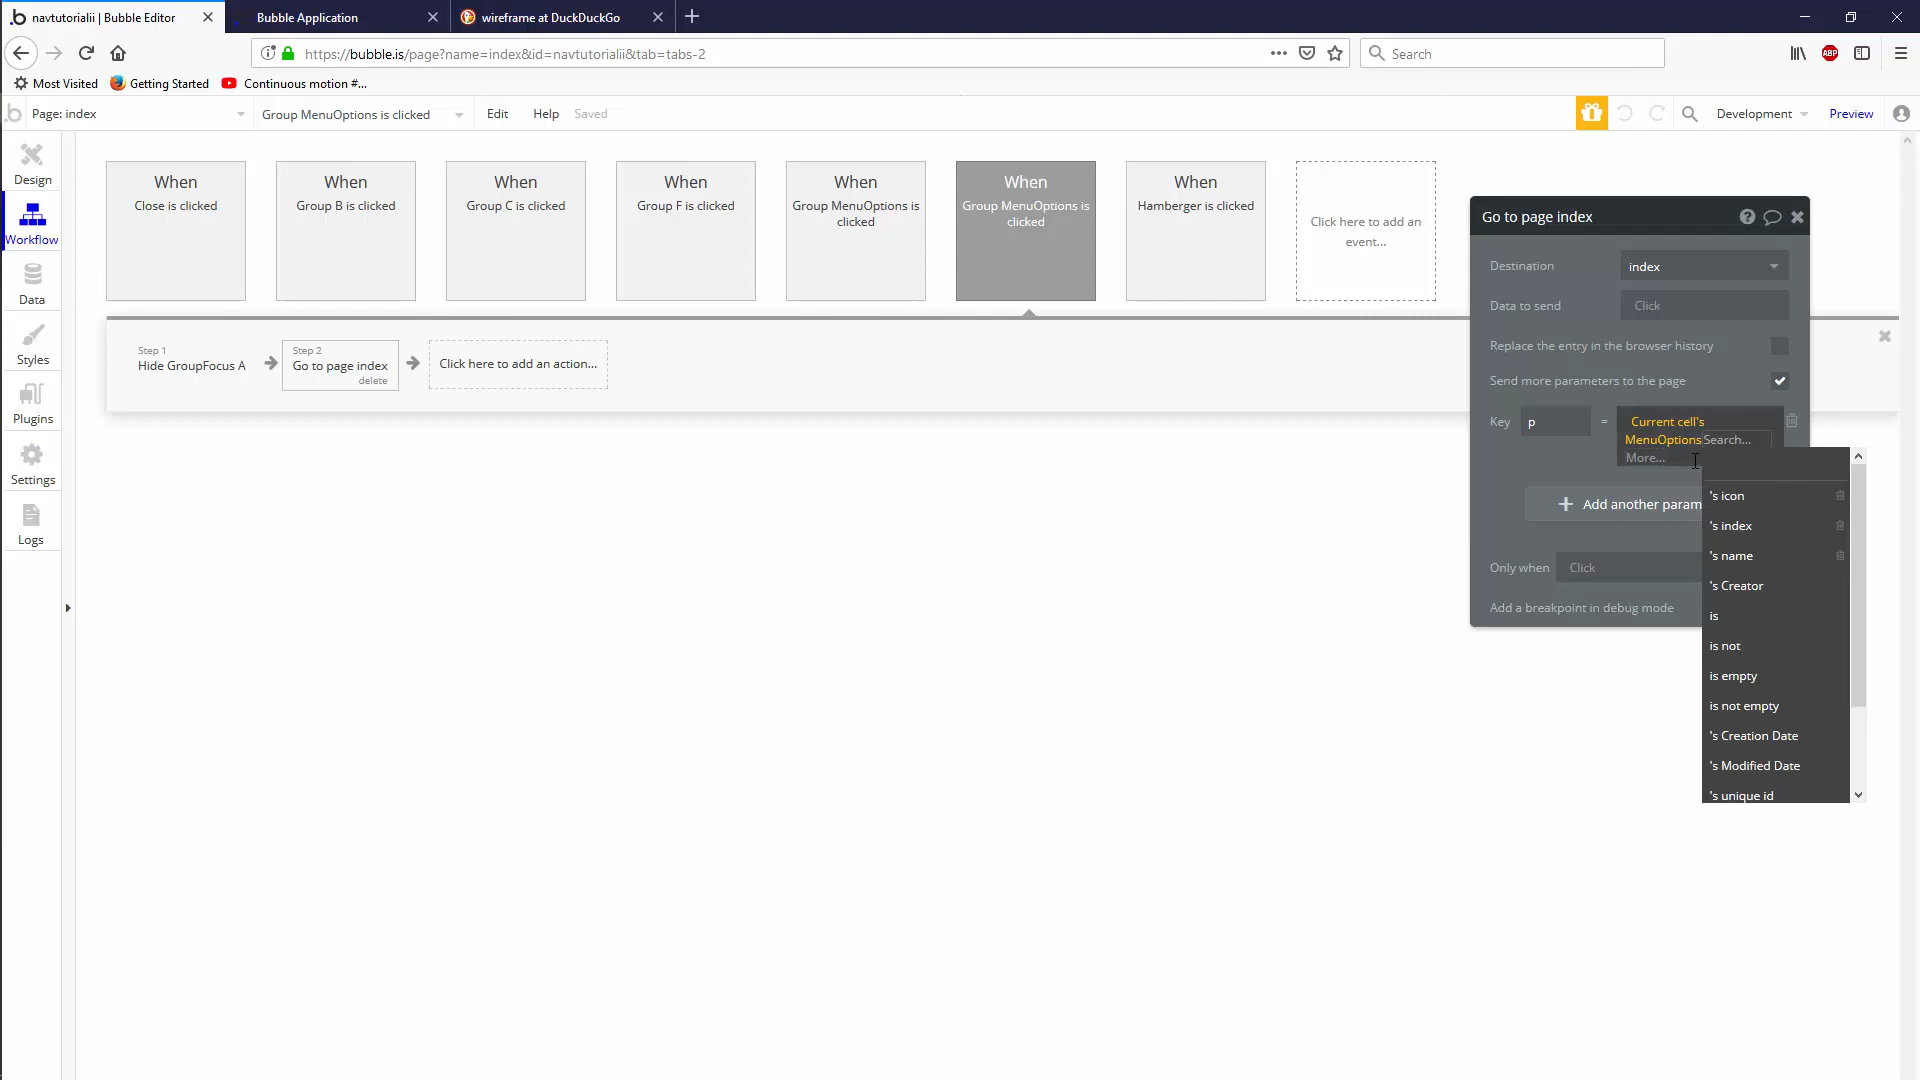 navtutorialii | Bubble Editor
Bubble Application
wireframe at DuckDuckGo
https://bubble.is/page?name=index&id=navtutorialii&tab=tabs-2
Search
Most Visited
Getting Started
Continuous motion #...
ABP
Page: index
Group MenuOptions is clicked
Edit
Help
Saved
Development
Preview
Design
Workflow
Data
Styles
Plugins
Settings
Logs
When
Close is clicked
When
Group B is clicked
When
Group C is clicked
When
Group F is clicked
When
Group MenuOptions is
clicked
When
Group MenuOptions is
clicked
When
Hamberger is clicked
Click here to add an
event...
Step 1
Hide GroupFocus A
Step 2
Go to page index
delete
Click here to add an action...
Go to page index
Destination
index
Data to send
Click
Replace the entry in the browser history
Send more parameters to the page
Key
p
=
Current cell's
MenuOptions Search...
More...
Add another param
Only when
Click
Add a breakpoint in debug mode
's icon
's index
's name
's Creator
is
is not
is empty
is not empty
's Creation Date
's Modified Date
's unique id